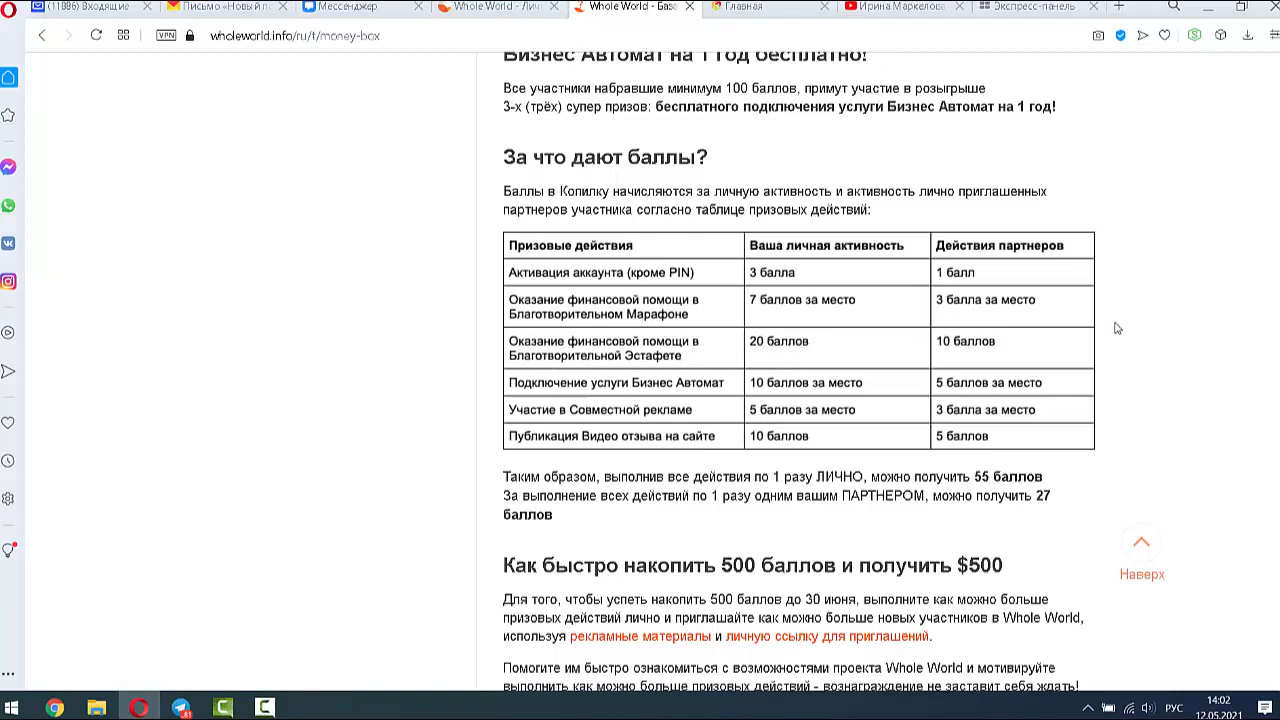 (11886) Входящие -
Письмо «Новый п
Мессенджер
Whole World - Лич
Whole World - База
Главная
Ирина Маркелова
Экспресс-панель
VPN
wholeworld.info/ru/t/money-box
Бизнес Автомат на 1 год бесплатно!
Все участники набравшие минимум 100 баллов, примут участие в розыгрыше
3-х (трёх) супер призов: бесплатного подключения услуги Бизнес Автомат на 1 год!
За что дают баллы?
Баллы в Копилку начисляются за личную активность и активность лично приглашенных
партнеров участника согласно таблице призовых действий:
Призовые действия Ваша личная активность Действия партнеров
Активация аккаунта (кроме PIN) 3 балла 1 балл
Оказание финансовой помощи в 7 баллов за место 3 балла за место
Благотворительном Марафоне
Оказание финансовой помощи в 20 баллов 10 баллов
Благотворительной Эстафете
Подключение услуги Бизнес Автомат 10 баллов за место 5 баллов за место
Участие в Совместной рекламе 5 баллов за место 3 балла за место
Публикация Видео отзыва на сайте 10 баллов 5 баллов
Таким образом, выполнив все действия по 1 разу ЛИЧНО, можно получить 55 баллов
За выполнение всех действий по 1 разу одним вашим ПАРТНЕРОМ, можно получить 27
баллов
Как быстро накопить 500 баллов и получить $500
Наверх
Для того, чтобы успеть накопить 500 баллов до 30 июня, выполните как можно больше
призовых действий лично и приглашайте как можно больше новых участников в Whole World,
используя рекламные материалы и личную ссылку для приглашений.
Помогите им быстро ознакомиться с возможностями проекта Whole World и мотивируйте
выполнить как можно больше призовых действий - вознаграждение не заставит себя ждать!
РУС
14:02
12.05.2021